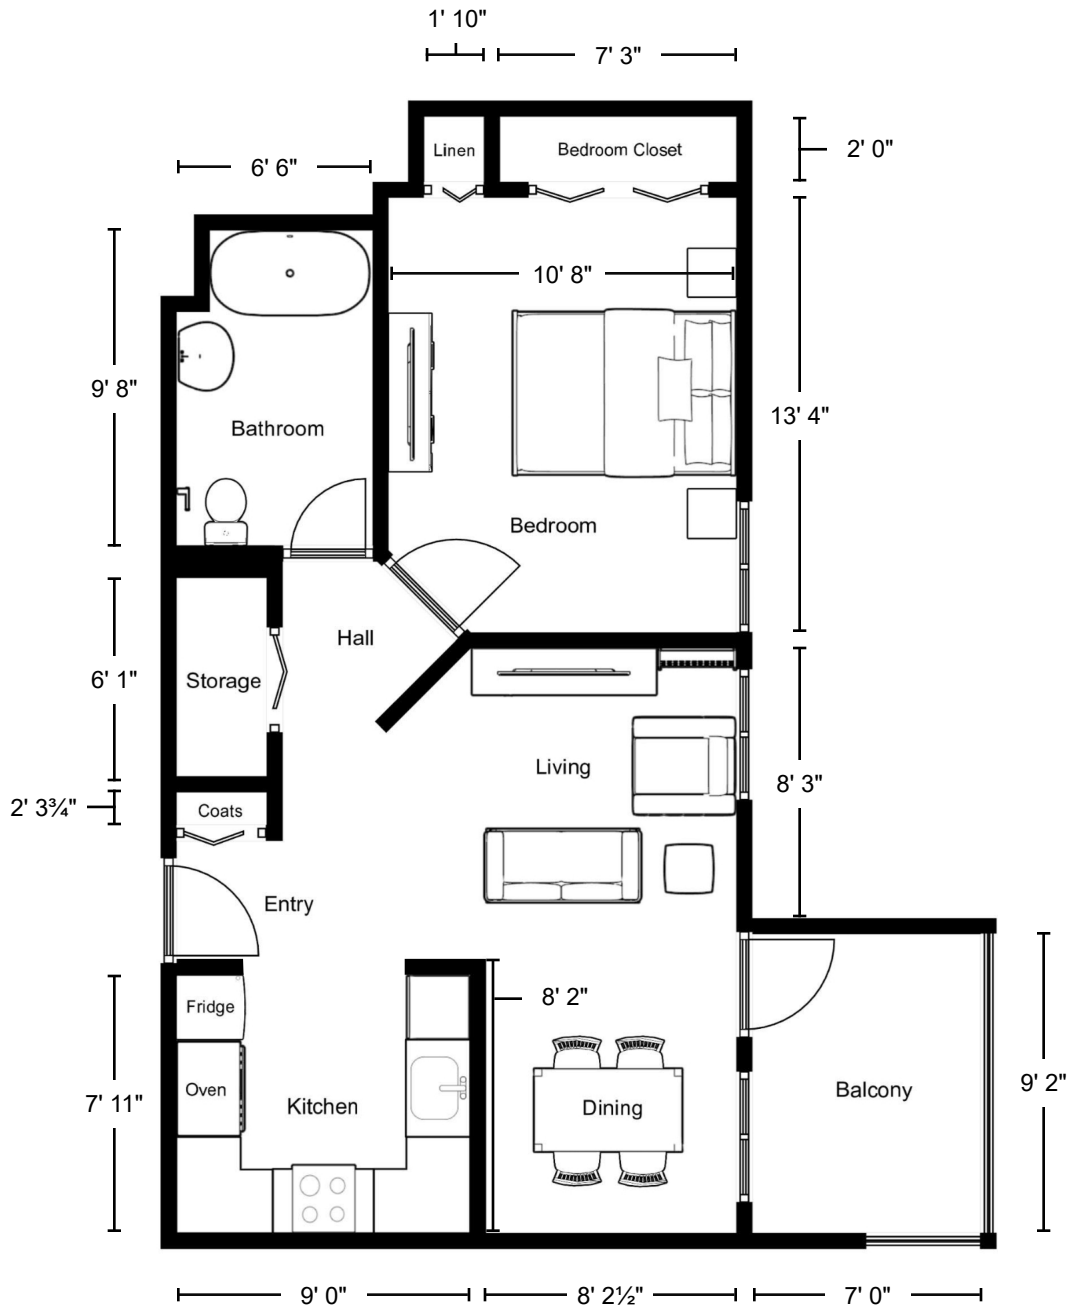 1' 10"
7' 3"
Linen
Bedroom Closet
2' 0"
6' 6"
10' 8"
9' 8"
13' 4"
Bathroom
Bedroom
Hall
6' 1"
Storage
Living
8' 3"
2' 3¾"
Coats
Entry
8' 2"
Fridge
Oven
Kitchen
7' 11"
Dining
Balcony
9' 2"
9' 0"
8' 2½"
7' 0"